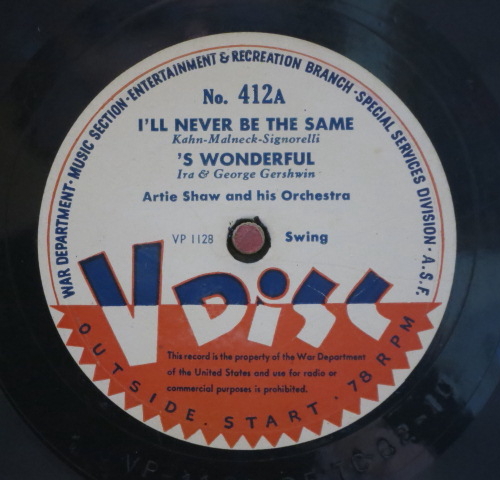 WAR DEPARTMENT · MUSIC SECTION · ENTERTAINMENT & RECREATION BRANCH · SPECIAL SERVICES DIVISION · A.S.F.
No. 412A
I'LL NEVER BE THE SAME
Kahn-Malneck-Signorelli
'S WONDERFUL
Ira & George Gershwin
Artie Shaw and his Orchestra
VP 1128 Swing
V DISC
This record is the property of the War Department
of the United States and use for radio or
commercial purposes is prohibited.
OUTSIDE. START · 78 RPM